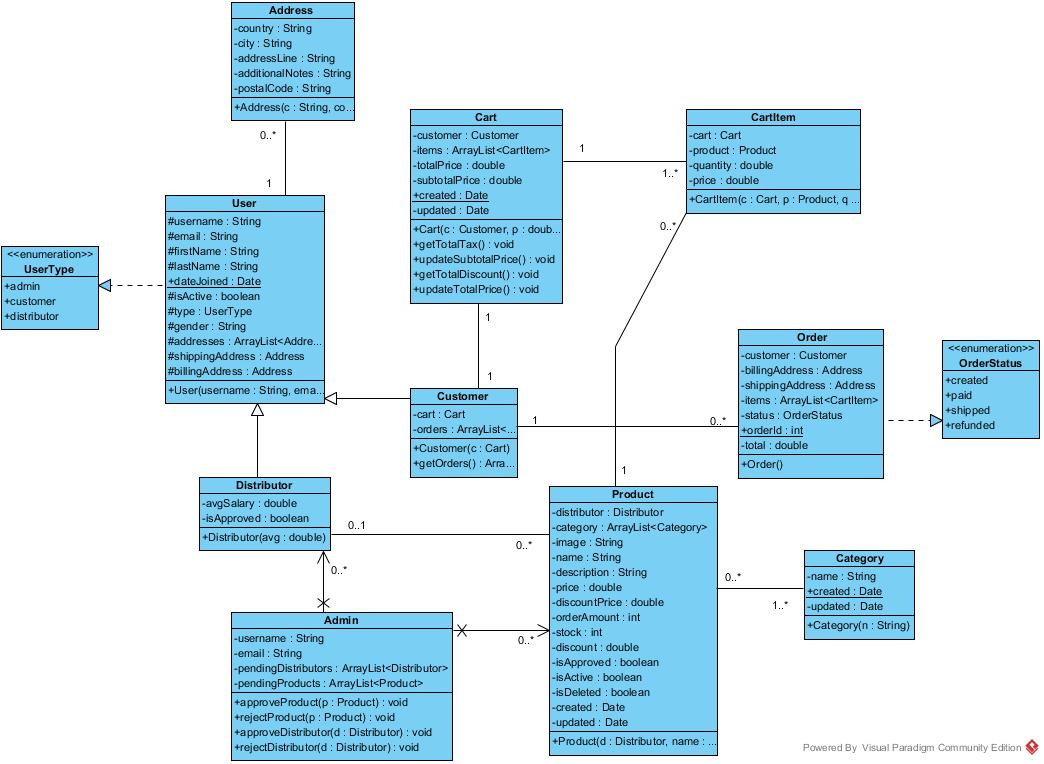 Address
-country : String
-city : String
-addressLine : String
-additionalNotes : String
-postalCode : String
+Address(c : String, co...
0..*
1
User
#username : String
#email : String
#firstName : String
#lastName : String
+dateJoined : Date
#isActive : boolean
#type : UserType
#gender : String
#addresses : ArrayList<Addre...
#shippingAddress : Address
#billingAddress : Address
+User(username : String, ema...
<<enumeration>>
UserType
+admin
+customer
+distributor
Cart
-customer : Customer
-items : ArrayList<CartItem>
-totalPrice : double
-subtotalPrice : double
+created : Date
-updated : Date
+Cart(c : Customer, p : doub...
+getTotalTax() : void
+updateSubtotalPrice() : void
+getTotalDiscount() : void
+updateTotalPrice() : void
1
1..*
CartItem
-cart : Cart
-product : Product
-quantity : double
-price : double
+CartItem(c : Cart, p : Product, q ...
0..*
1
1
1
Customer
-cart : Cart
-orders : ArrayList<...
+Customer(c : Cart)
+getOrders() : Arra...
1
0..*
Order
-customer : Customer
-billingAddress : Address
-shippingAddress : Address
-items : ArrayList<CartItem>
-status : OrderStatus
+orderId : int
-total : double
+Order()
<<enumeration>>
OrderStatus
+created
+paid
+shipped
+refunded
Distributor
-avgSalary : double
-isApproved : boolean
+Distributor(avg : double)
0..1
0..*
0..*
Admin
-username : String
-email : String
-pendingDistributors : ArrayList<Distributor>
-pendingProducts : ArrayList<Product>
+approveProduct(p : Product) : void
+rejectProduct(p : Product) : void
+approveDistributor(d : Distributor) : void
+rejectDistributor(d : Distributor) : void
0..*
Product
-distributor : Distributor
-category : ArrayList<Category>
-image : String
-name : String
-description : String
-price : double
-discountPrice : double
-orderAmount : int
-stock : int
-discount : double
-isApproved : boolean
-isActive : boolean
-isDeleted : boolean
-created : Date
-updated : Date
+Product(d : Distributor, name : ...
0..*
1..*
Category
-name : String
+created : Date
-updated : Date
+Category(n : String)
Powered By Visual Paradigm Community Edition